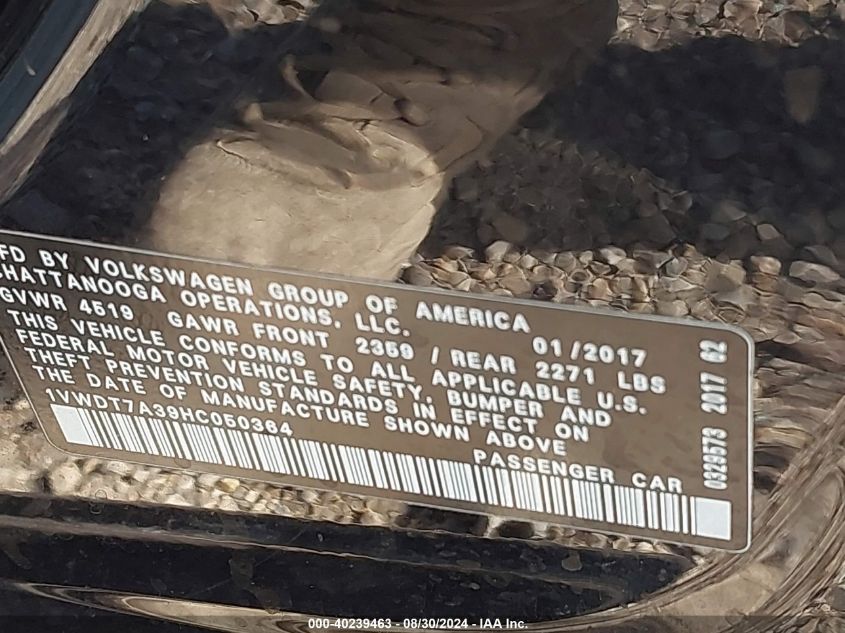 MFD BY VOLKSWAGEN GROUP OF AMERICA
CHATTANOOGA OPERATIONS, LLC. 01/2017
GVWR 4519 GAWR FRONT 2359 / REAR 2271 LBS
THIS VEHICLE CONFORMS TO ALL APPLICABLE U.S.
FEDERAL MOTOR VEHICLE SAFETY, BUMPER AND
THEFT PREVENTION STANDARDS IN EFFECT ON
THE DATE OF MANUFACTURE SHOWN ABOVE
1VWDT7A39HC050364 PASSENGER CAR
024573 2017 62
000-40239463 - 08/30/2024 - IAA Inc.